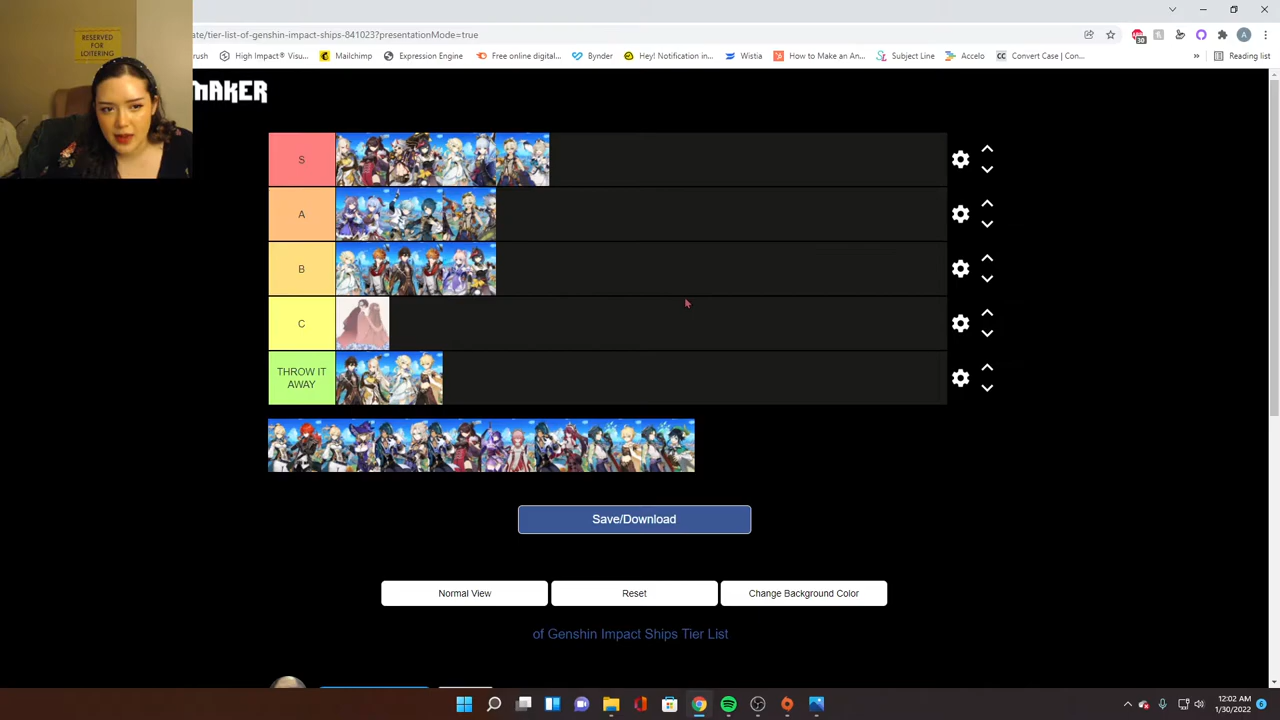 RESERVED
FOR
LOITERING
ate/tier-list-of-genshin-impact-ships-841023?presentationMode=true
A
30
rush
High Impact® Visu...
Mailchimp
Expression Engine
Free online digital...
Bynder
Hey! Notification in...
Wistia
How to Make an An...
Subject Line
Accelo
CC Convert Case | Con...
»
Reading list
MAKER
S
A
B
C
THROW IT
AWAY
Save/Download
Normal View
Reset
Change Background Color
of Genshin Impact Ships Tier List
12:02 AM
1/30/2022
6